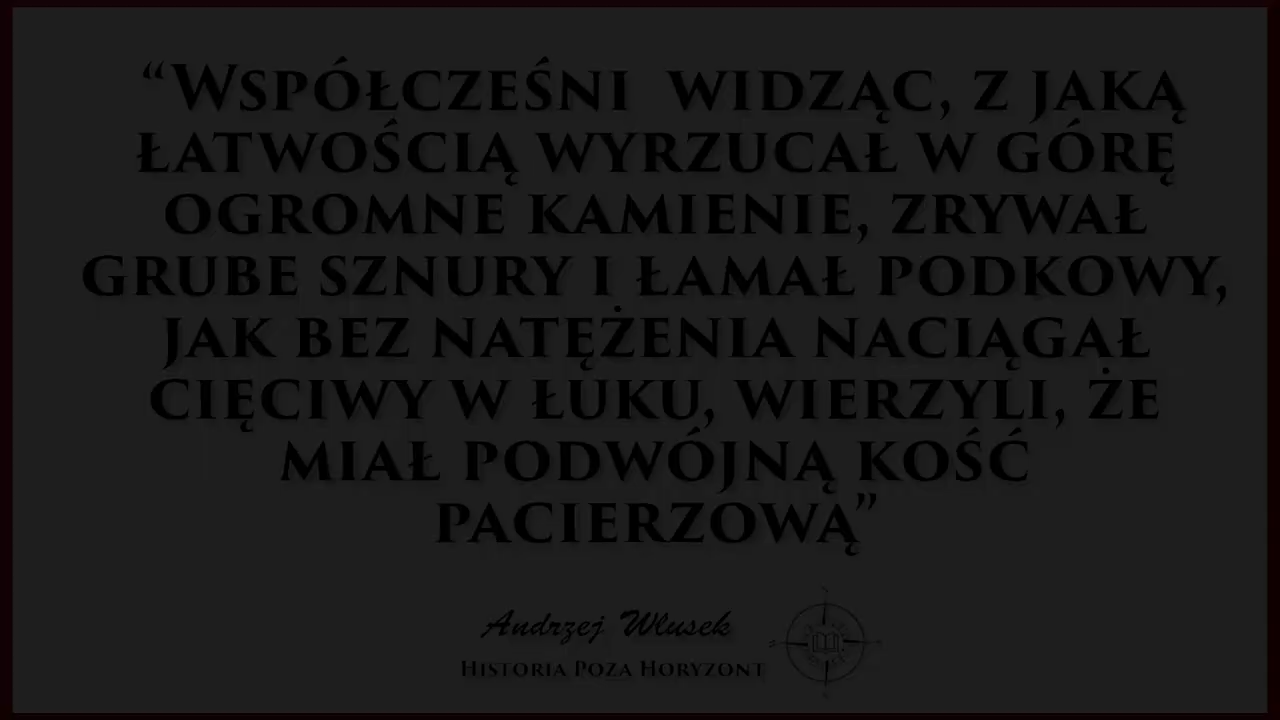 “Współcześni widząc, z jaką
łatwością wyrzucał w górę
ogromne kamienie, zrywał
grube sznury i łamał podkowy,
jak bez natężenia naciągał
cięciwy w łuku, wierzyli, że
miał podwójną kość
pacierzową”
Andrzej Włusek
Historia Poza Horyzont